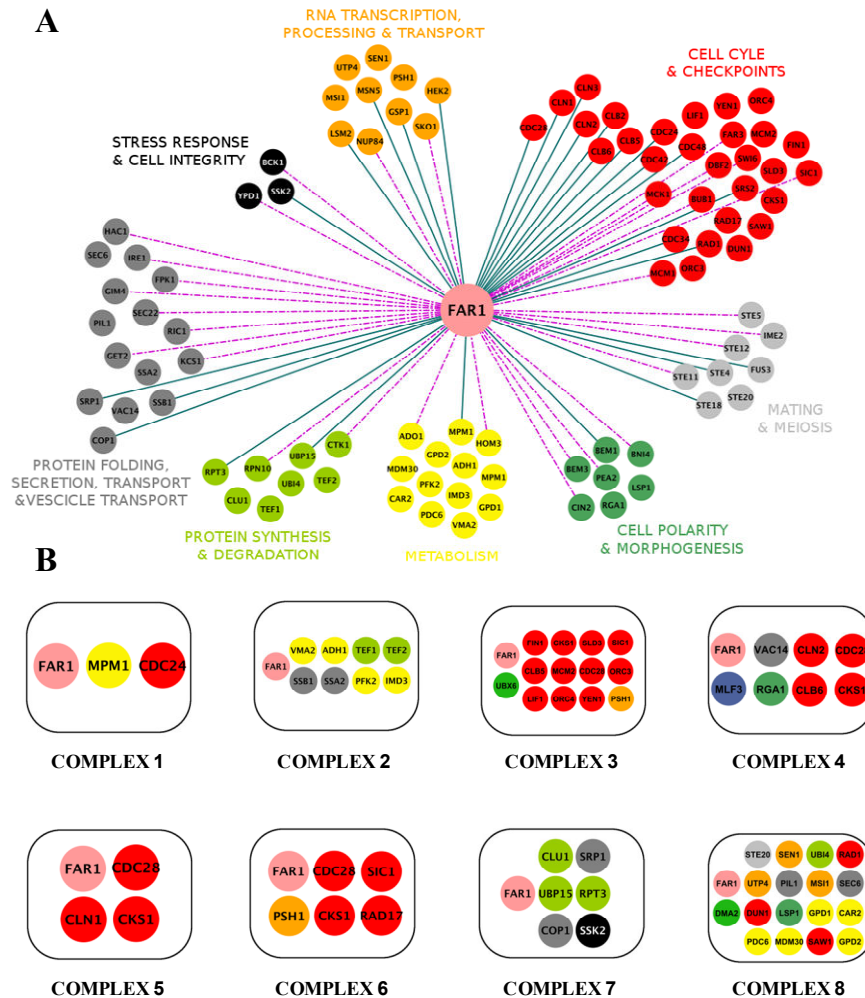 A
RNA TRANSCRIPTION,
PROCESSING & TRANSPORT
SEN1
UTP4
PSH1
MSN5
MSI1
HEK2
GSP1
SKO1
LSM2
NUP84
CELL CYLE
& CHECKPOINTS
CLN3
CLN1
CDC28
CLN2
CLB2
CLB5
CLB6
CDC24
CDC42
CDC48
LIF1
YEN1
ORC4
FAR3
MCM2
FIN1
DBF2
SWI6
SLD3
SIC1
MCK1
BUB1
SRS2
CKS1
RAD17
SAW1
CDC34
RAD1
DUN1
MCM1
ORC3
STRESS RESPONSE
& CELL INTEGRITY
BCK1
YPD1
SSK2
HAC1
SEC6
IRE1
FPK1
GIM4
SEC22
PIL1
RIC1
GET2
SSA2
KCS1
SRP1
VAC14
SSB1
COP1
PROTEIN FOLDING,
SECRETION, TRANSPORT
&VESCICLE TRANSPORT
FAR1
STE5
IME2
STE12
STE11
STE4
FUS3
STE18
STE20
MATING
& MEIOSIS
CTK1
UBP15
RPT3
RPN10
UBI4
TEF2
CLU1
TEF1
PROTEIN SYNTHESIS
& DEGRADATION
ADO1
MPM1
HOM3
GPD2
MDM30
ADH1
PFK2
MPM1
CAR2
IMD3
GPD1
PDC6
VMA2
METABOLISM
BEM1
BNI4
BEM3
PEA2
LSP1
CIN2
RGA1
CELL POLARITY
& MORPHOGENESIS
B
FAR1 MPM1 CDC24
COMPLEX 1
VMA2 ADH1 TEF1 TEF2
FAR1
SSB1 SSA2 PFK2 IMD3
COMPLEX 2
FIN1 CKS1 SLD3 SIC1
FAR1
CLB5 MCM2 CDC28 ORC3
UBX6
LIF1 ORC4 YEN1 PSH1
COMPLEX 3
FAR1 VAC14 CLN2 CDC2
MLF3 RGA1 CLB6 CKS1
COMPLEX 4
FAR1 CDC28
CLN1 CKS1
COMPLEX 5
FAR1 CDC28 SIC1
PSH1 CKS1 RAD17
COMPLEX 6
CLU1 SRP1
FAR1 UBP15 RPT3
COP1 SSK2
COMPLEX 7
STE20 SEN1 UBI4 RAD1
FAR1 UTP4 PIL1 MSI1 SEC6
DMA2 DUN1 LSP1 GPD1 CAR2
PDC6 MDM30 SAW1 GPD2
COMPLEX 8